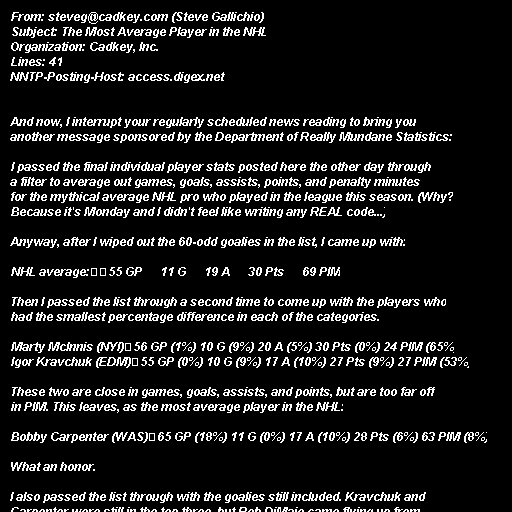 From: steveg@cadkey.com (Steve Gallichio)
Subject: The Most Average Player in the NHL
Organization: Cadkey, Inc.
Lines: 41
NNTP-Posting-Host: access.digex.net
And now, I interrupt your regularly scheduled news reading to bring you
another message sponsored by the Department of Really Mundane Statistics:
I passed the final individual player stats posted here the other day through
a filter to average out games, goals, assists, points, and penalty minutes
for the mythical average NHL pro who played in the league this season. (Why?
Because it's Monday and I didn't feel like writing any REAL code...)
Anyway, after I wiped out the 60-odd goalies in the list, I came up with:
NHL average:□□55 GP 11 G 19 A 30 Pts 69 PIM
Then I passed the list through a second time to come up with the players who
had the smallest percentage difference in each of the categories.
Marty McInnis (NYI)□56 GP (1%) 10 G (9%) 20 A (5%) 30 Pts (0%) 24 PIM (65%
Igor Kravchuk (EDM)□55 GP (0%) 10 G (9%) 17 A (10%) 27 Pts (9%) 27 PIM (53%)
These two are close in games, goals, assists, and points, but are too far off
in PIM. This leaves, as the most average player in the NHL:
Bobby Carpenter (WAS)□65 GP (18%) 11 G (0%) 17 A (10%) 28 Pts (6%) 63 PIM (8%)
What an honor.
I also passed the list through with the goalies still included. Kravchuk and
Carpenter were still in the top three, but Rob DiMaio came flying up from